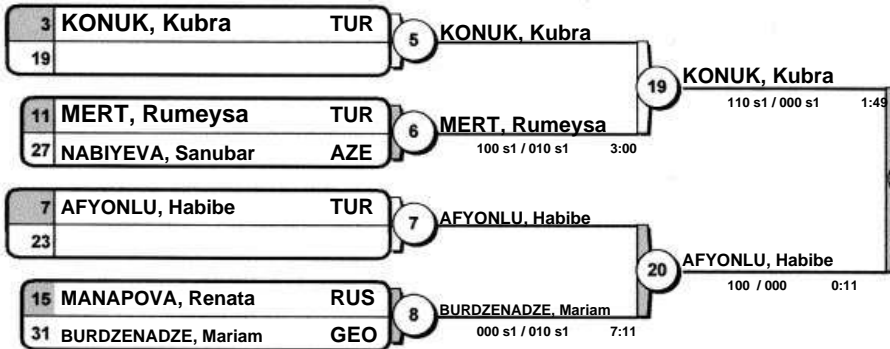 3 KONUK, Kubra TUR
19
5
KONUK, Kubra
11 MERT, Rumeysa TUR
27 NABIYEVA, Sanubar AZE
6
MERT, Rumeysa
100 s1 / 010 s1 3:00
19
KONUK, Kubra
110 s1 / 000 s1 1:49
7 AFYONLU, Habibe TUR
23
7
AFYONLU, Habibe
15 MANAPOVA, Renata RUS
31 BURDZENADZE, Mariam GEO
8
BURDZENADZE, Mariam
000 s1 / 010 s1 7:11
20
AFYONLU, Habibe
100 / 000 0:11